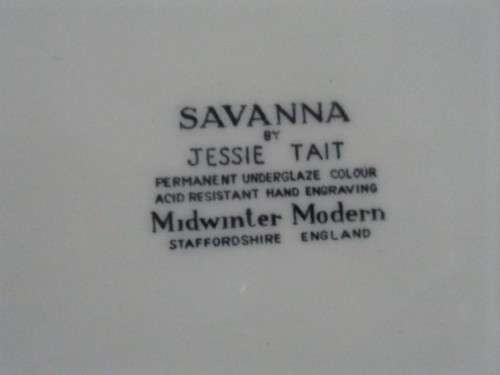 SAVANNA
BY
JESSIE TAIT
PERMANENT UNDERGLAZE COLOUR
ACID RESISTANT HAND ENGRAVING
Midwinter Modern
STAFFORDSHIRE ENGLAND